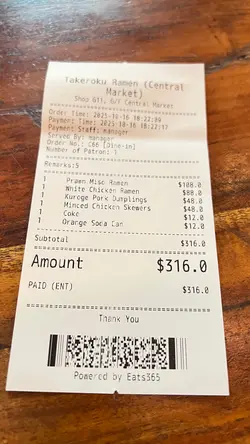 Takeroku Ramen (Central
Market)
Shop G11, G/F Central Market
Order Time: 2025-10-16 18:22:09
Payment Time: 2025-10-16 18:22:17
Payment Staff: manager
Served By: manager
Order No.: C66 [Dine-in]
Number of Patron: 1
Remarks:5
1 Prawn Miso Ramen $108.0
1 White Chicken Ramen $88.0
1 Kuroge Pork Dumplings $48.0
1 Minced Chicken Skewers $48.0
1 Coke $12.0
1 Orange Soda Can $12.0
Subtotal $316.0
Amount $316.0
PAID (ENT) $316.0
Thank You
Powered by Eats365